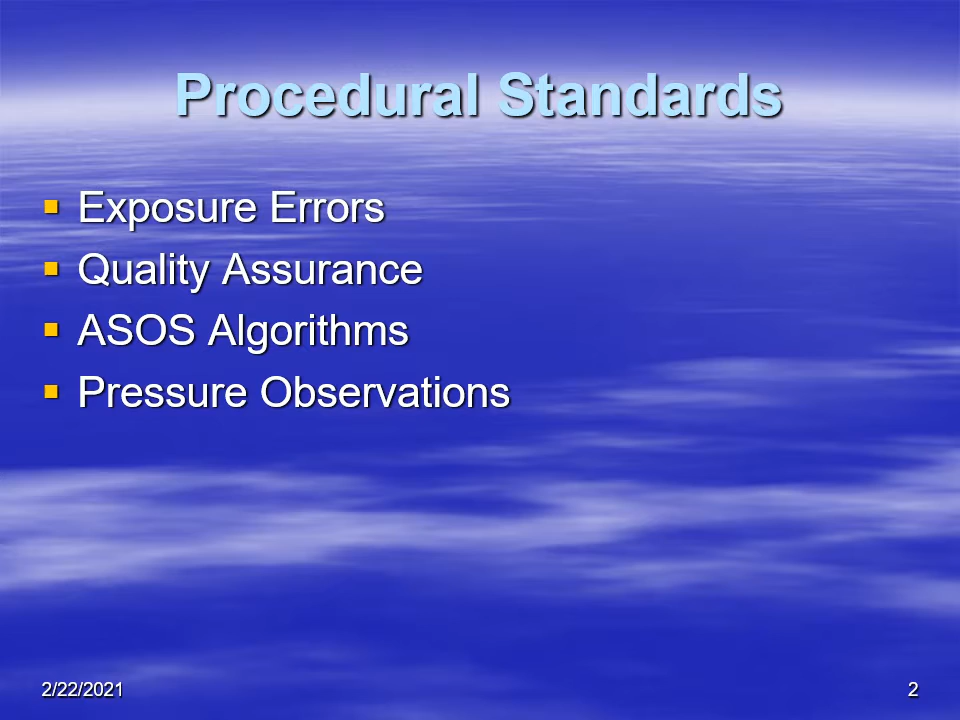 Procedural Standards
Exposure Errors
Quality Assurance
ASOS Algorithms
Pressure Observations
2/22/2021
2